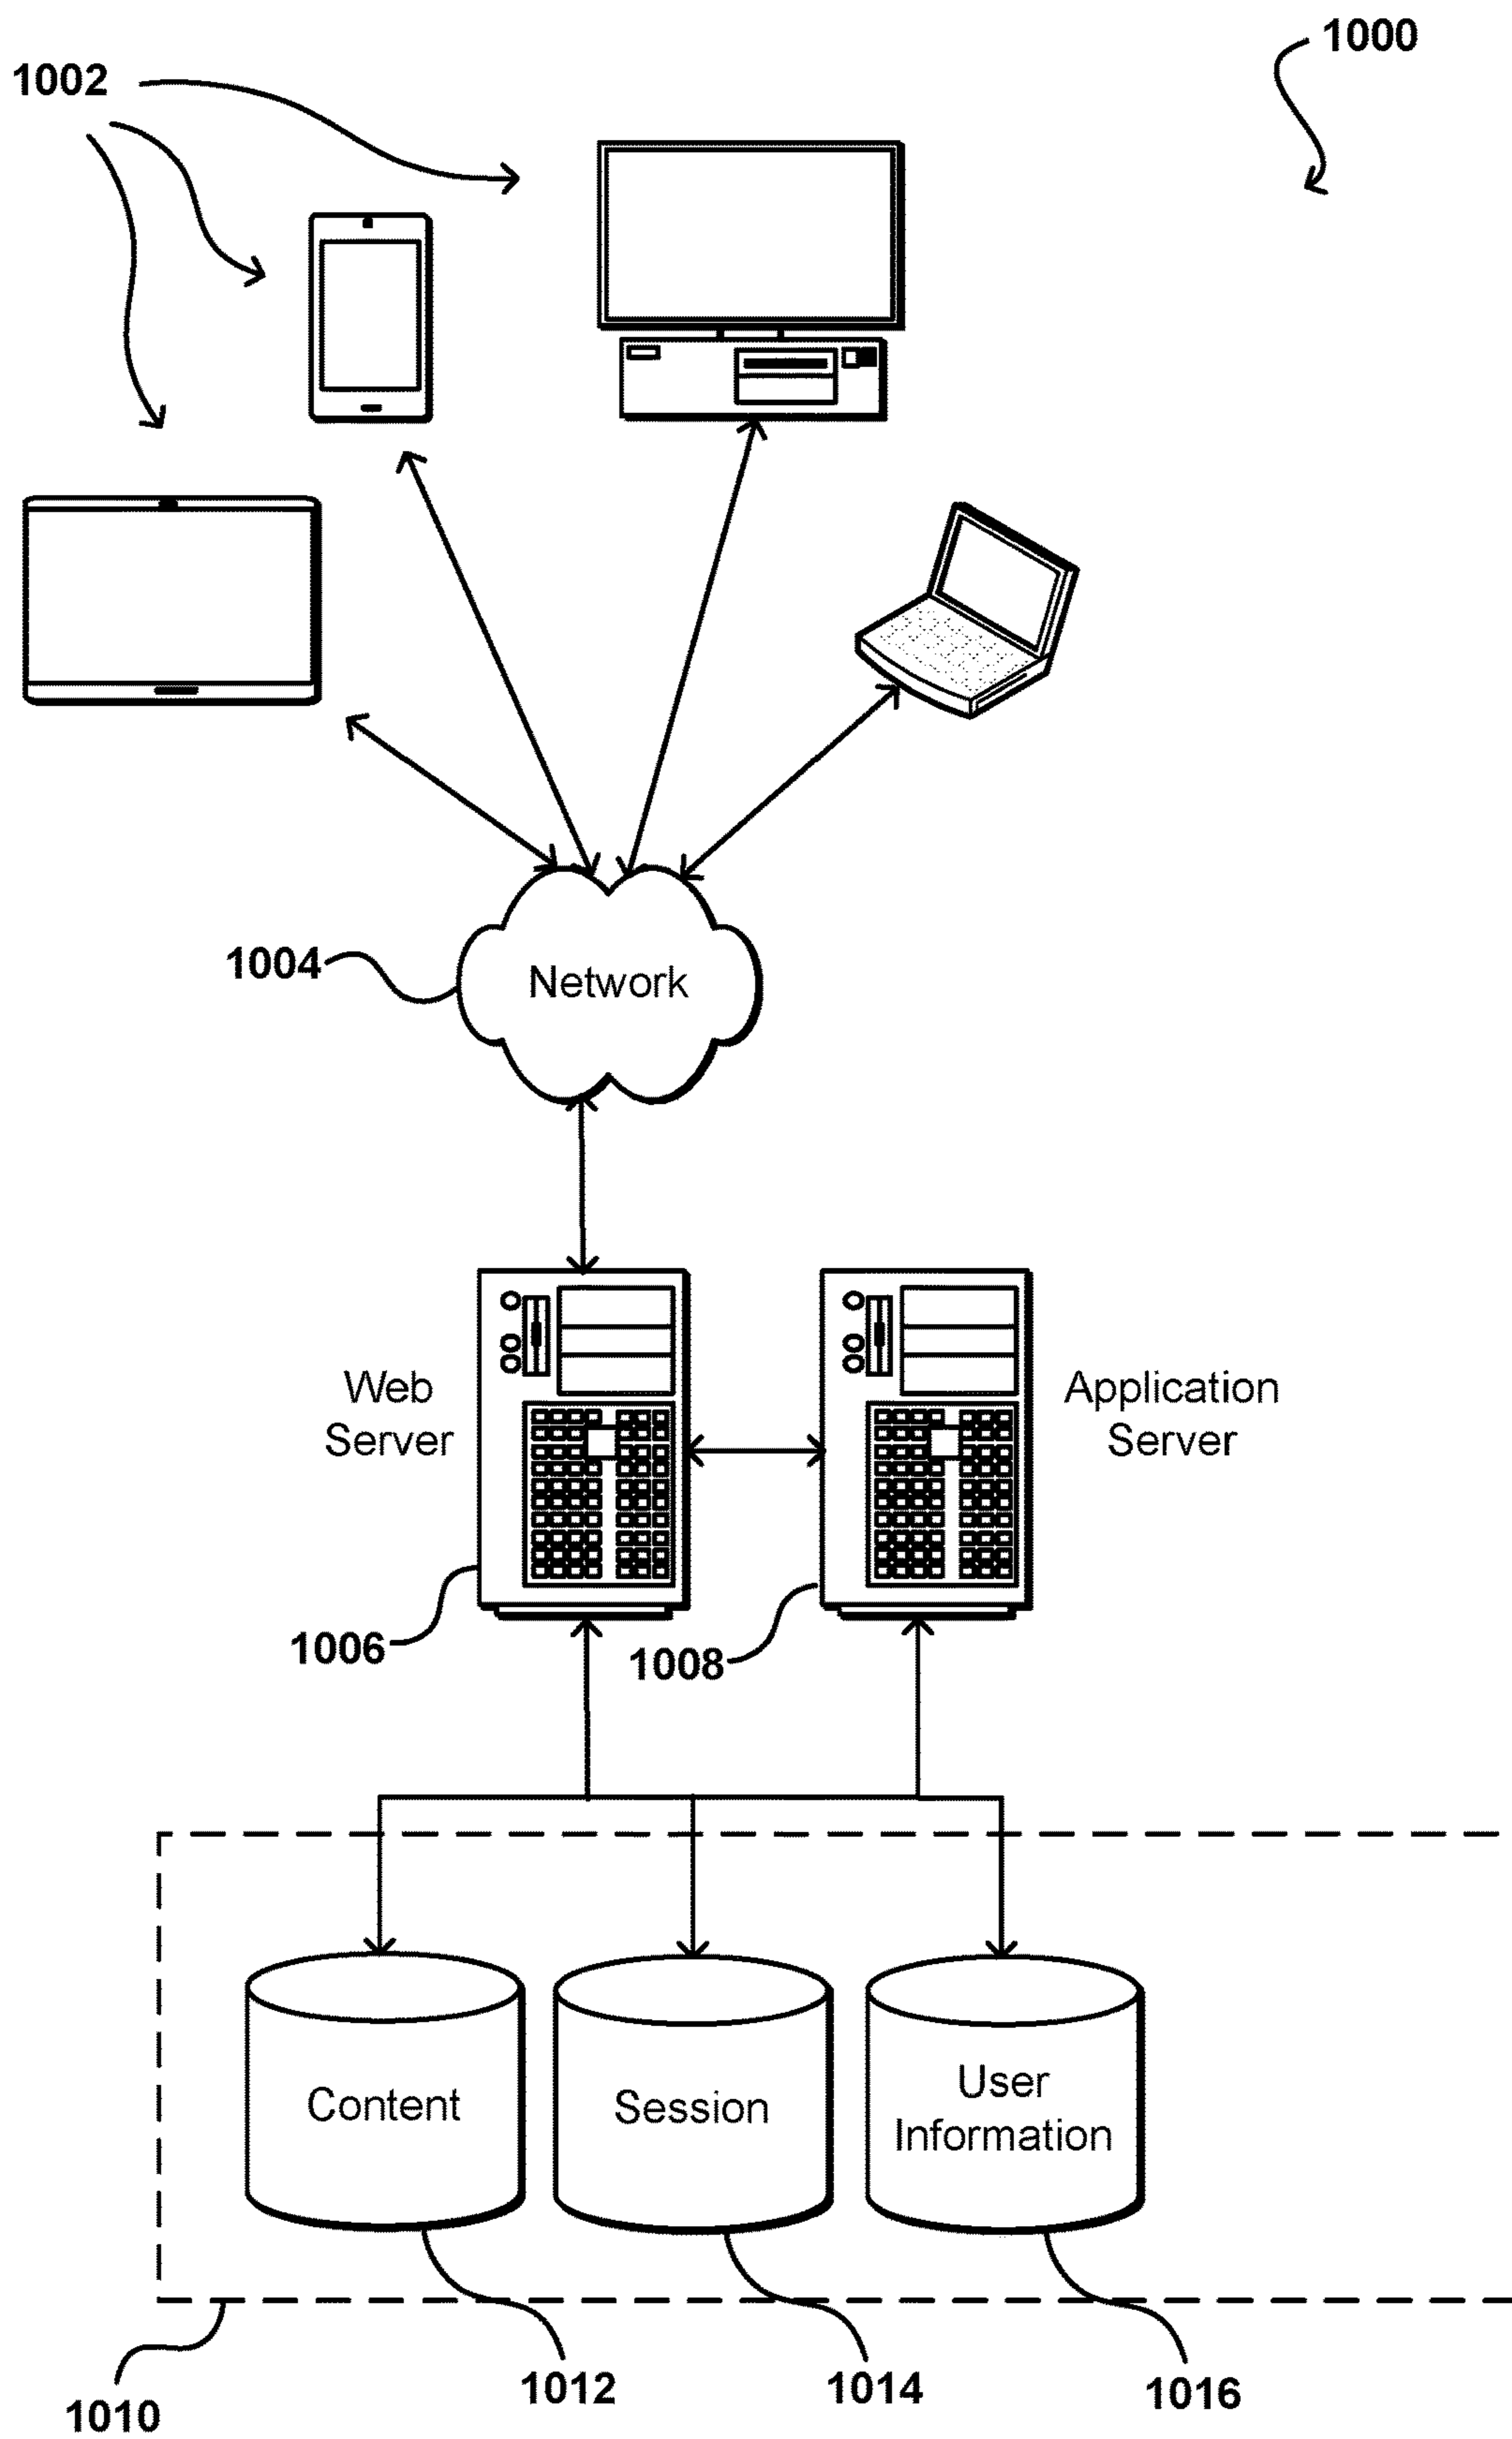 1000
1002
1004
Network
Web
Server
Application
Server
1006
1008
Content
Session
User
Information
1012
1014
1016
1010